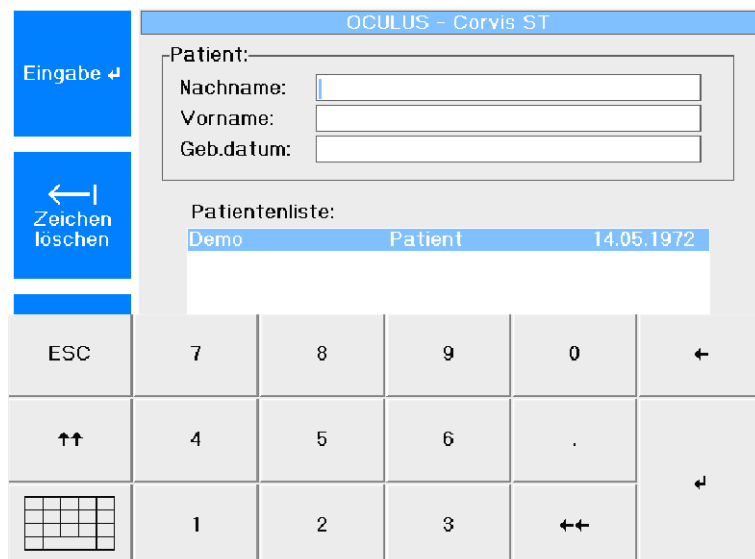 OCULUS - Corvis ST
Eingabe ↵
Patient:
Nachname:
Vorname:
Geb.datum:
Zeichen
löschen
Patientenliste:
Demo Patient 14.05.1972
ESC 7 8 9 0 ←
↑↑ 4 5 6 .
↵
1 2 3 ←←